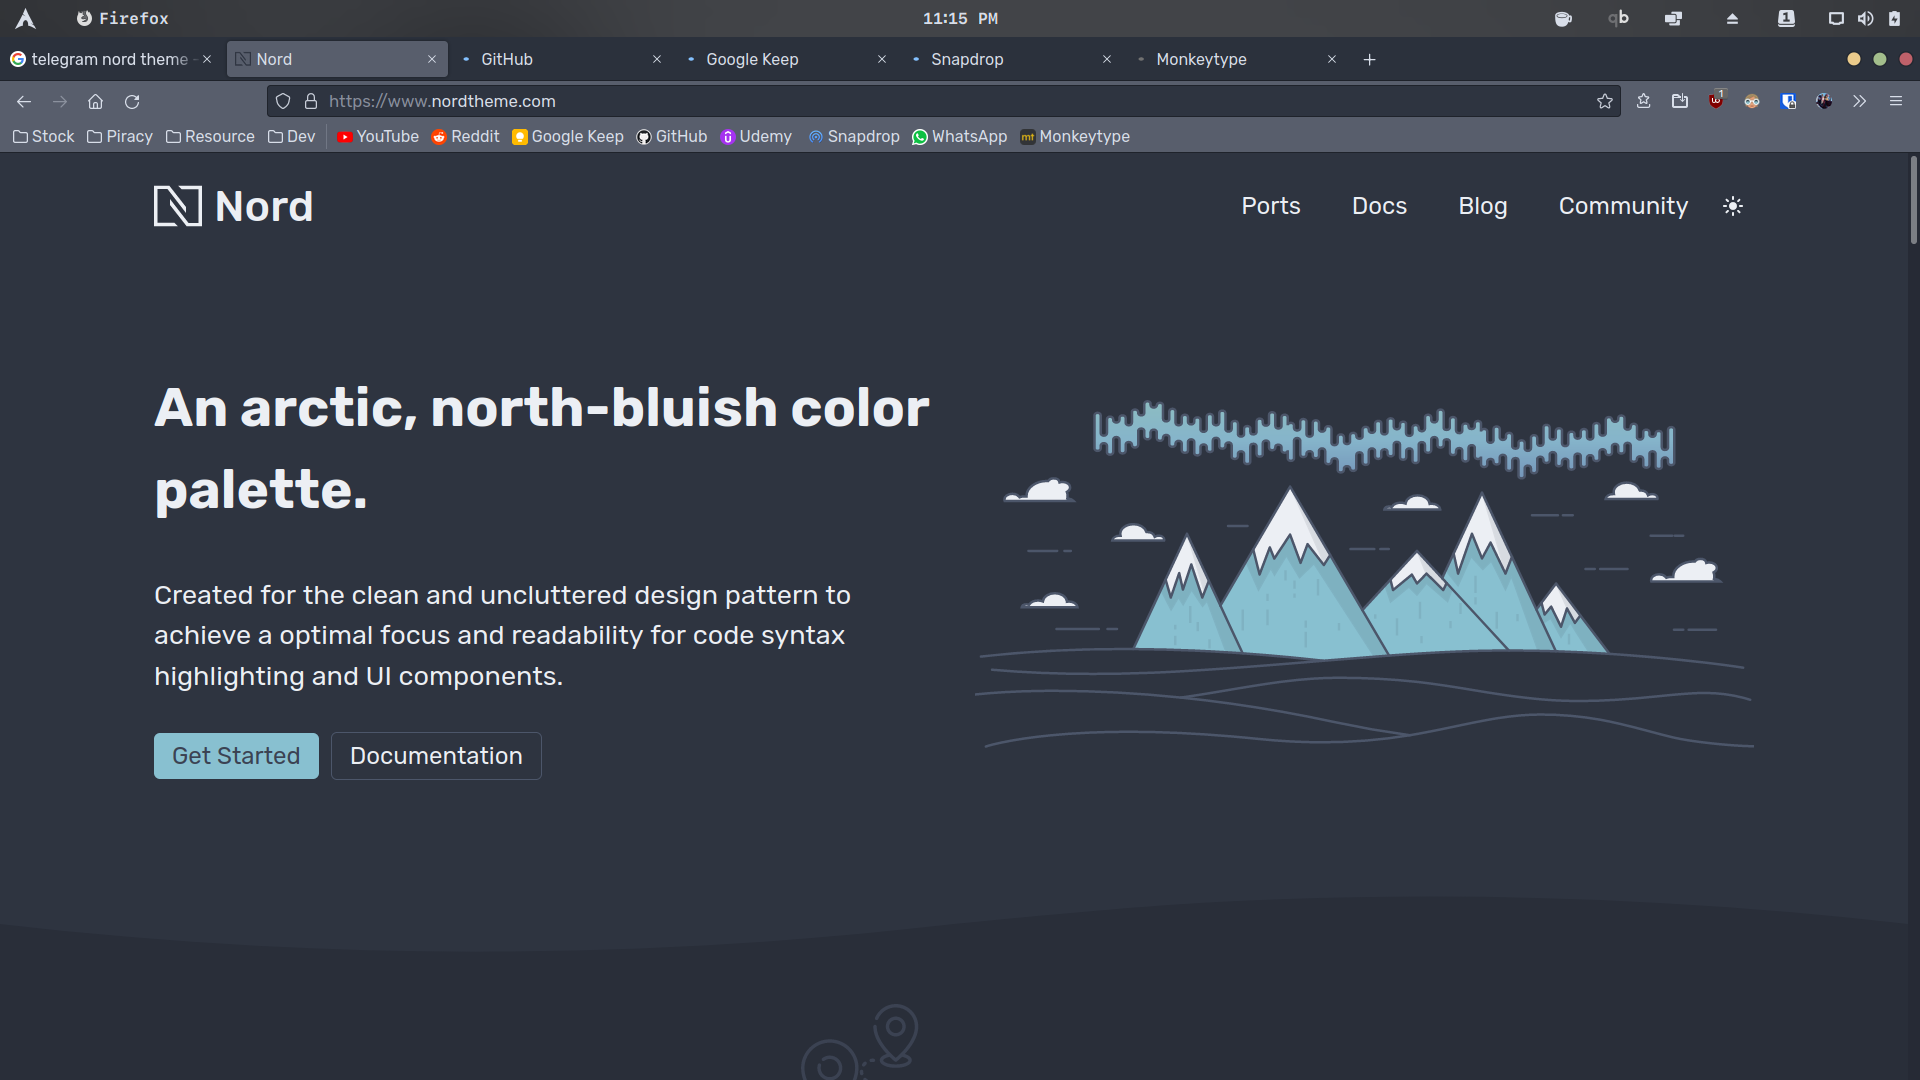 Firefox
11:15 PM
qb
1
telegram nord theme
Nord
GitHub
Google Keep
Snapdrop
Monkeytype
https://www.nordtheme.com
1
Stock
Piracy
Resource
Dev
YouTube
Reddit
Google Keep
GitHub
Udemy
Snapdrop
WhatsApp
mt
Monkeytype
Nord
Ports
Docs
Blog
Community
An arctic, north-bluish color
palette.
Created for the clean and uncluttered design pattern to
achieve a optimal focus and readability for code syntax
highlighting and UI components.
Get Started
Documentation